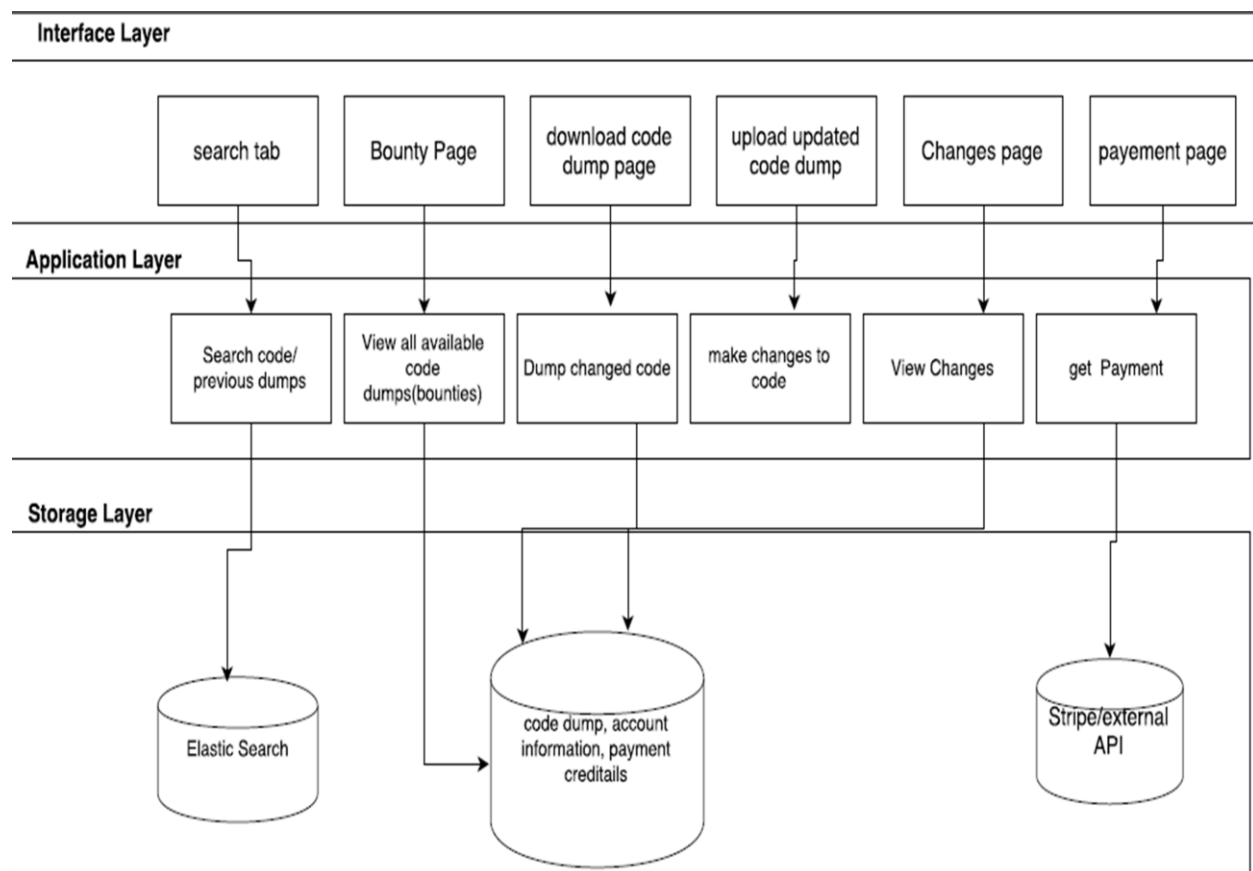 Interface Layer
search tab
Bounty Page
download code
dump page
upload updated
code dump
Changes page
payement page
Application Layer
Search code/
previous dumps
View all available
code
dumps(bounties)
Dump changed code
make changes to
code
View Changes
get Payment
Storage Layer
Elastic Search
code dump, account
information, payment
creditails
Stripe/external
API